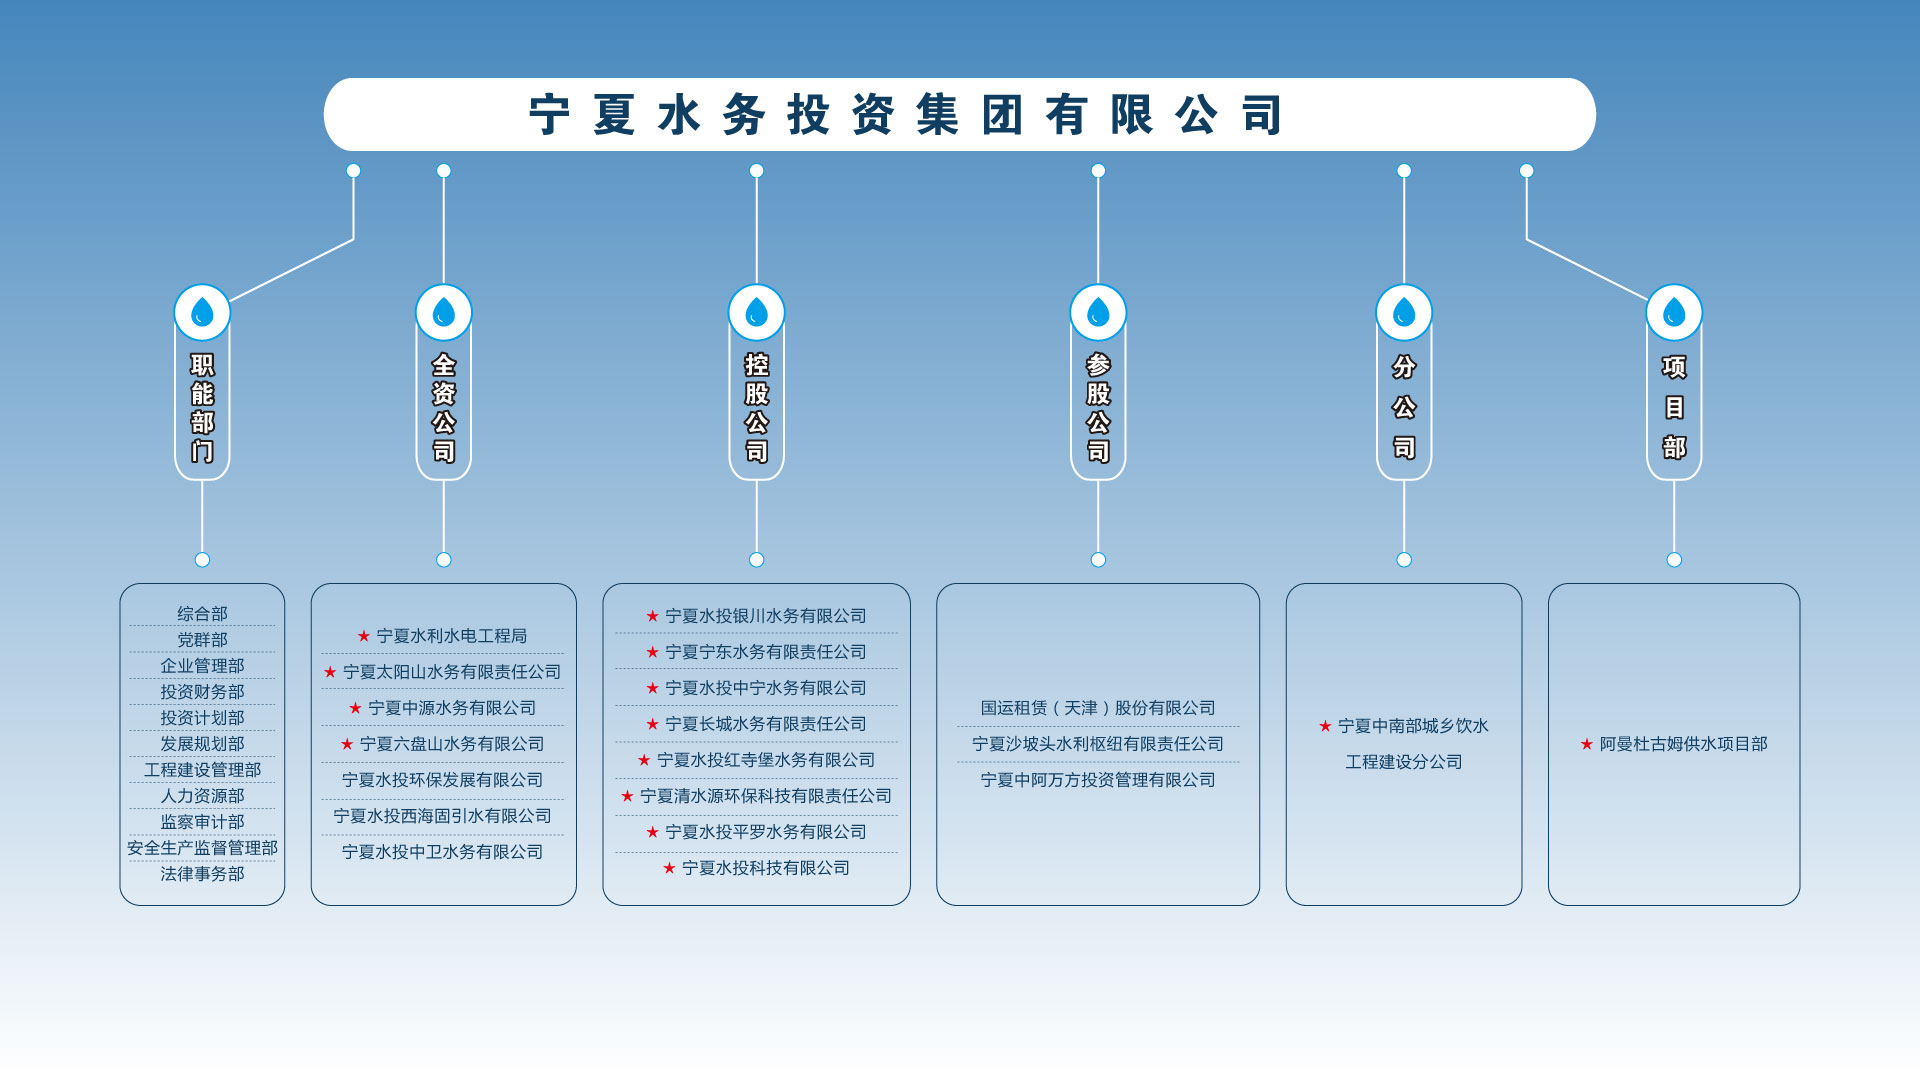 宁夏水务投资集团有限公司
职能部门
全资公司
控股公司
参股公司
分公司
项目部
综合部
党群部
企业管理部
投资财务部
投资计划部
发展规划部
工程建设管理部
人力资源部
监察审计部
安全生产监督管理部
法律事务部
★ 宁夏水利水电工程局
★ 宁夏太阳山水务有限责任公司
★ 宁夏中源水务有限公司
★ 宁夏六盘山水务有限公司
宁夏水投环保发展有限公司
宁夏水投西海固引水有限公司
宁夏水投中卫水务有限公司
★ 宁夏水投银川水务有限公司
★ 宁夏宁东水务有限责任公司
★ 宁夏水投中宁水务有限公司
★ 宁夏长城水务有限责任公司
★ 宁夏水投红寺堡水务有限公司
★ 宁夏清水源环保科技有限责任公司
★ 宁夏水投平罗水务有限公司
★ 宁夏水投科技有限公司
国运租赁（天津）股份有限公司
宁夏沙坡头水利枢纽有限责任公司
宁夏中阿万方投资管理有限公司
★ 宁夏中南部城乡饮水
工程建设分公司
★ 阿曼杜古姆供水项目部